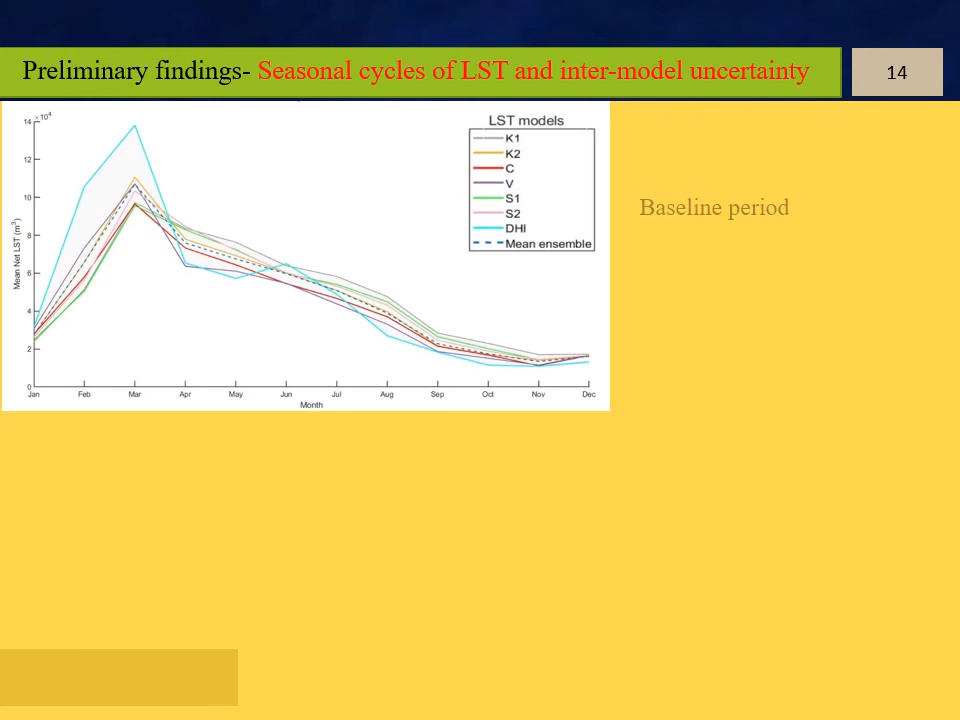 Preliminary findings- Seasonal cycles of LST and inter-model uncertainty
14
×10⁴
14
12
10
8
6
4
2
0
Mean Net LST (m³)
Jan Feb Mar Apr May Jun Jul Aug Sep Oct Nov Dec
Month
LST models
K1
K2
C
V
S1
S2
DHI
Mean ensemble
Baseline period